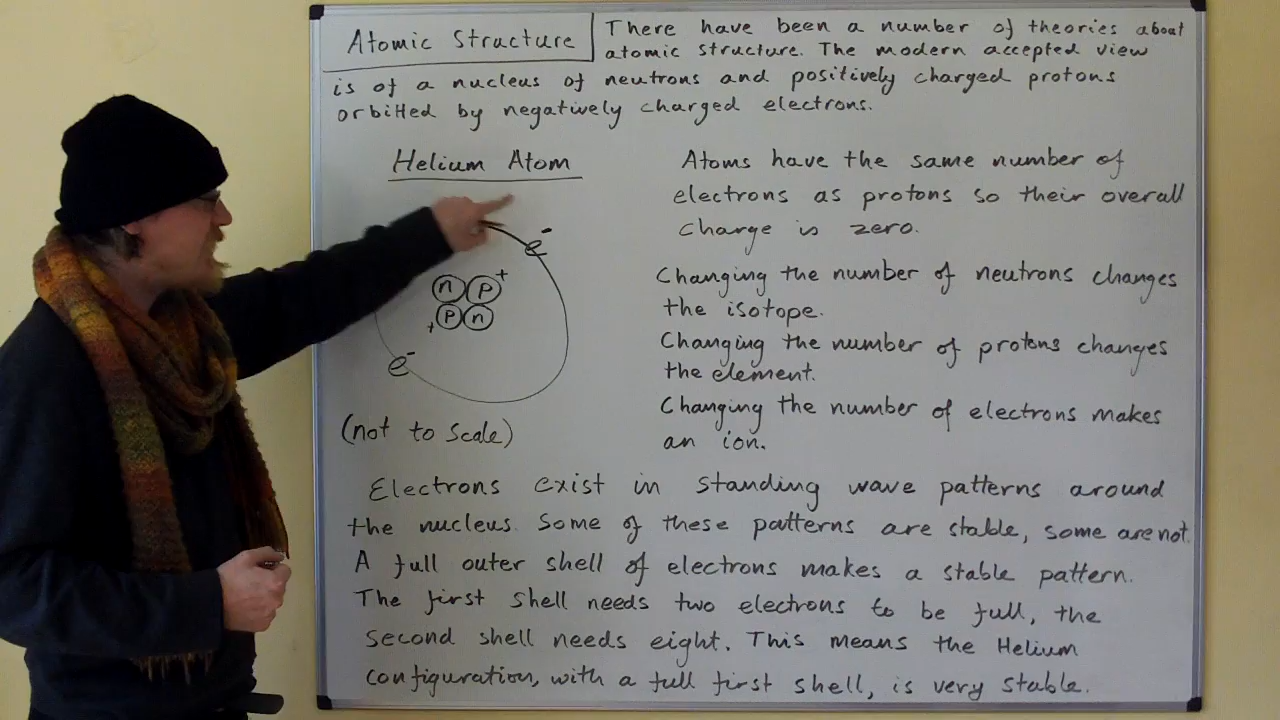 Atomic Structure
There have been a number of theories about
atomic structure. The modern accepted view
is of a nucleus of neutrons and positively charged protons
orbitted by negatively charged electrons.
Helium Atom
e-
n p+
+p n
e-
(not to scale)
Atoms have the same number of
electrons as protons so their overall
charge is zero.
Changing the number of neutrons changes
the isotope.
Changing the number of protons changes
the element.
Changing the number of electrons makes
an ion.
Electrons exist in standing wave patterns around
the nucleus. Some of these patterns are stable, some are not.
A full outer shell of electrons makes a stable pattern.
The first shell needs two electrons to be full, the
second shell needs eight. This means the Helium
configuration, with a full first shell, is very stable.